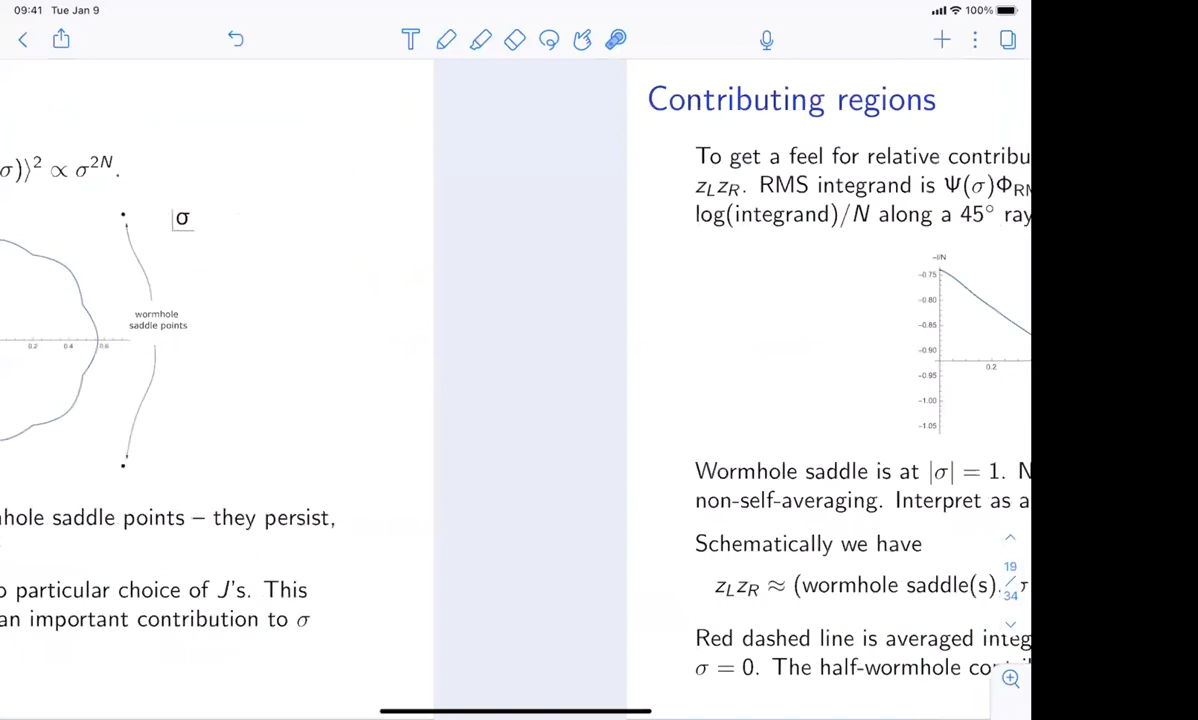 09:41 Tue Jan 9
100%
σ)⟩² ∝ σ²ᴺ.
σ
wormhole
saddle points
0.2 0.4 0.6
hole saddle points – they persist,
particular choice of J's. This
an important contribution to σ
Contributing regions
To get a feel for relative contribu
z_L z_R. RMS integrand is Ψ(σ)Φ_RM
log(integrand)/N along a 45° ray
-0.75
-0.80
-0.85
-0.90
-0.95
-1.00
-1.05
0.2
Wormhole saddle is at |σ| = 1. N
non-self-averaging. Interpret as a
Schematically we have
z_L z_R ≈ (wormhole saddle(s)
Red dashed line is averaged integ
σ = 0. The half-wormhole
19
34